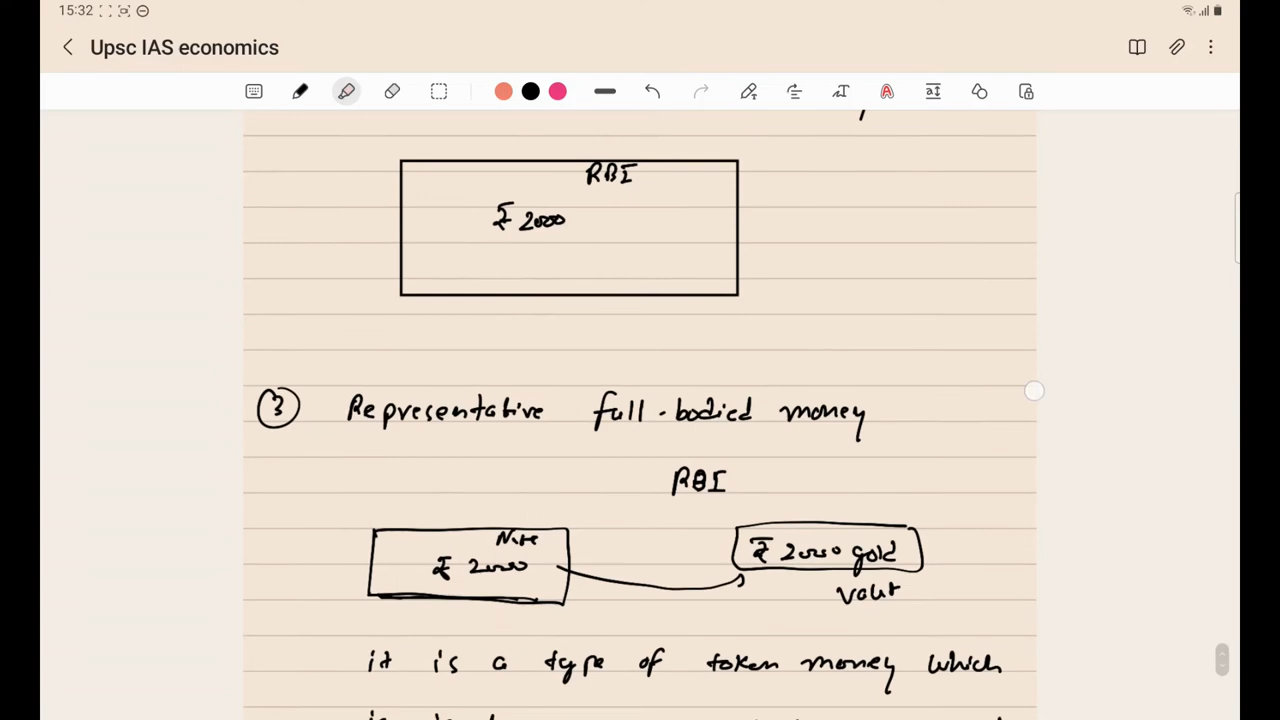 15:32
Upsc IAS economics
RBI
₹ 2000
3 Representative full-bodied money
RBI
Note
₹ 2000
₹ 2000 gold
Valut
it is a type of token money which